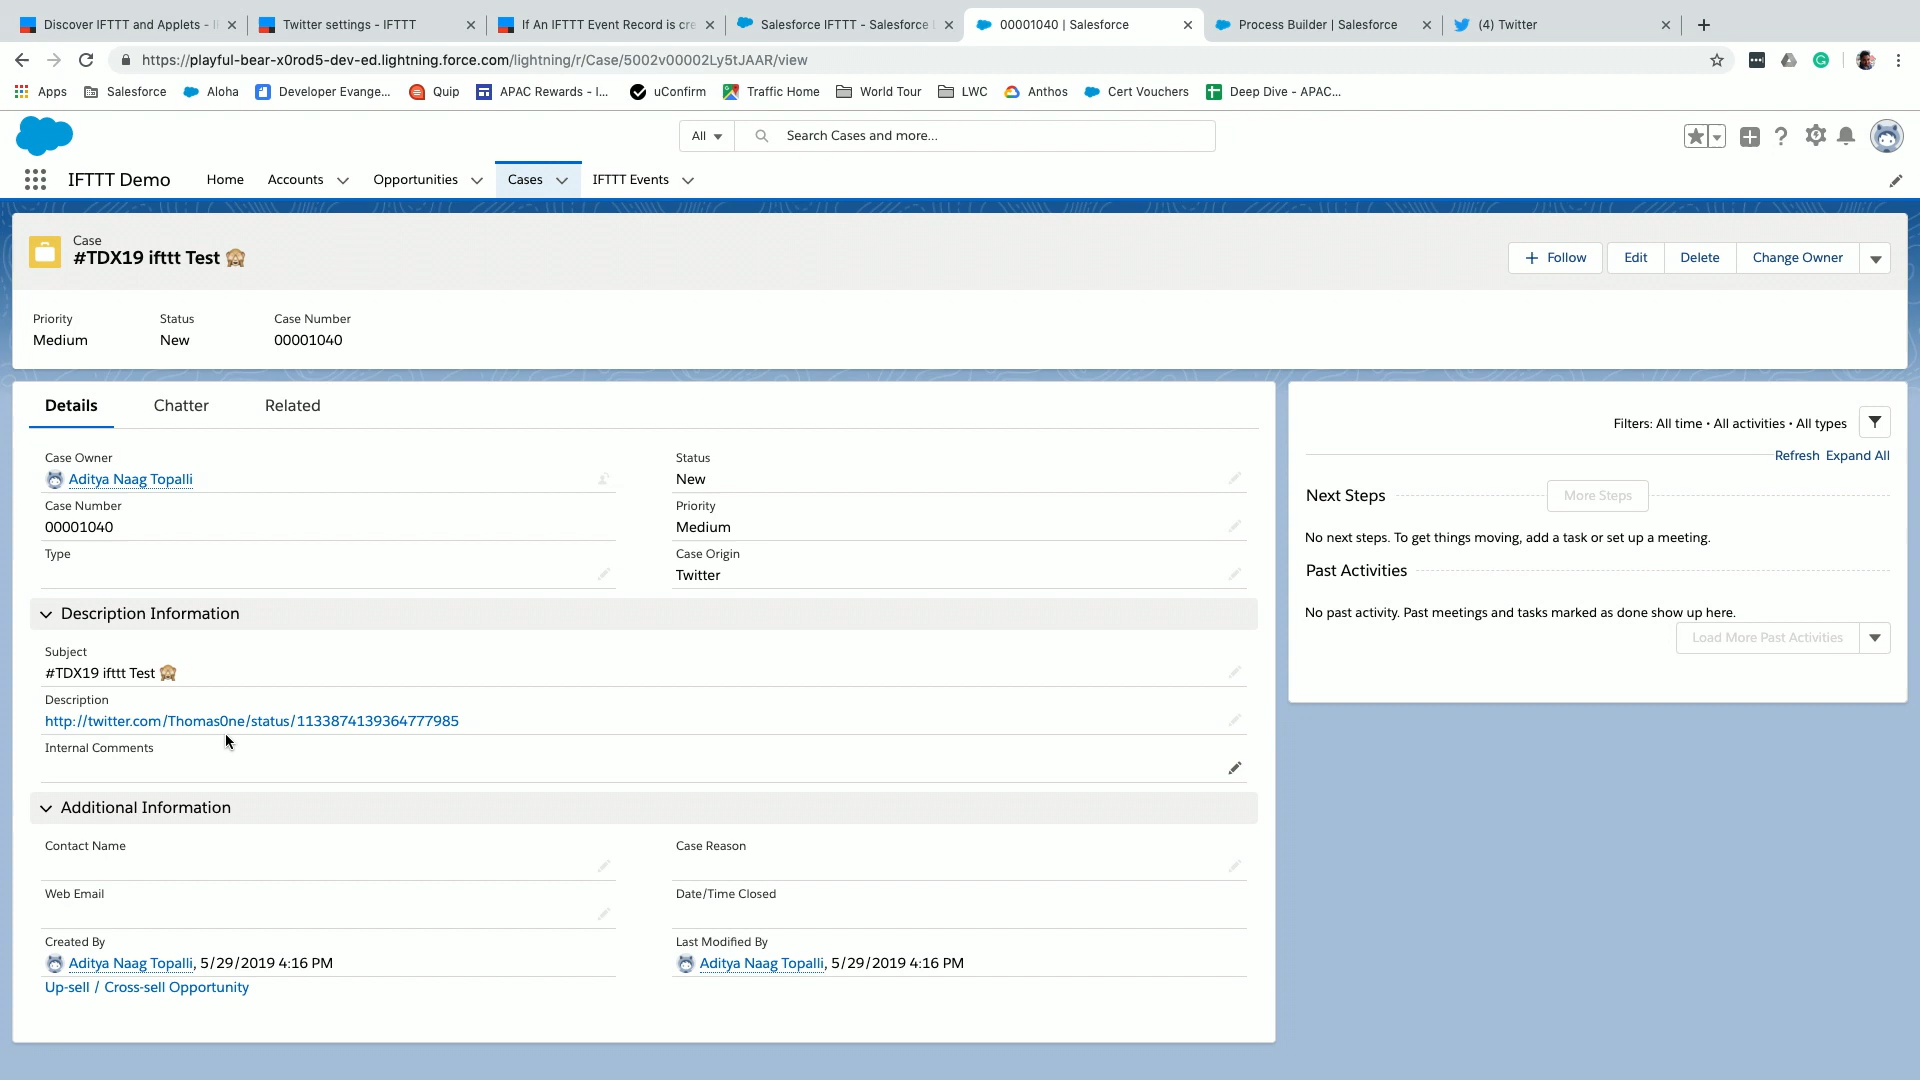 Discover IFTTT and Applets - I
Twitter settings - IFTTT
If An IFTTT Event Record is cre
Salesforce IFTTT - Salesforce
00001040 | Salesforce
Process Builder | Salesforce
(4) Twitter
https://playful-bear-x0rod5-dev-ed.lightning.force.com/lightning/r/Case/5002v00002Ly5tJAAR/view
Apps
Salesforce
Aloha
Developer Evange...
Quip
APAC Rewards - I...
uConfirm
Traffic Home
World Tour
LWC
Anthos
Cert Vouchers
Deep Dive - APAC...
All
Search Cases and more...
IFTTT Demo
Home
Accounts
Opportunities
Cases
IFTTT Events
Case
#TDX19 ifttt Test 🙈
Follow
Edit
Delete
Change Owner
Priority
Medium
Status
New
Case Number
00001040
Details
Chatter
Related
Case Owner
Aditya Naag Topalli
Status
New
Case Number
00001040
Priority
Medium
Type
Case Origin
Twitter
Description Information
Subject
#TDX19 ifttt Test 🙈
Description
http://twitter.com/Thomas0ne/status/1133874139364777985
Internal Comments
Additional Information
Contact Name
Case Reason
Web Email
Date/Time Closed
Created By
Aditya Naag Topalli, 5/29/2019 4:16 PM
Last Modified By
Aditya Naag Topalli, 5/29/2019 4:16 PM
Up-sell / Cross-sell Opportunity
Filters: All time • All activities • All types
Refresh Expand All
Next Steps
More Steps
No next steps. To get things moving, add a task or set up a meeting.
Past Activities
No past activity. Past meetings and tasks marked as done show up here.
Load More Past Activities